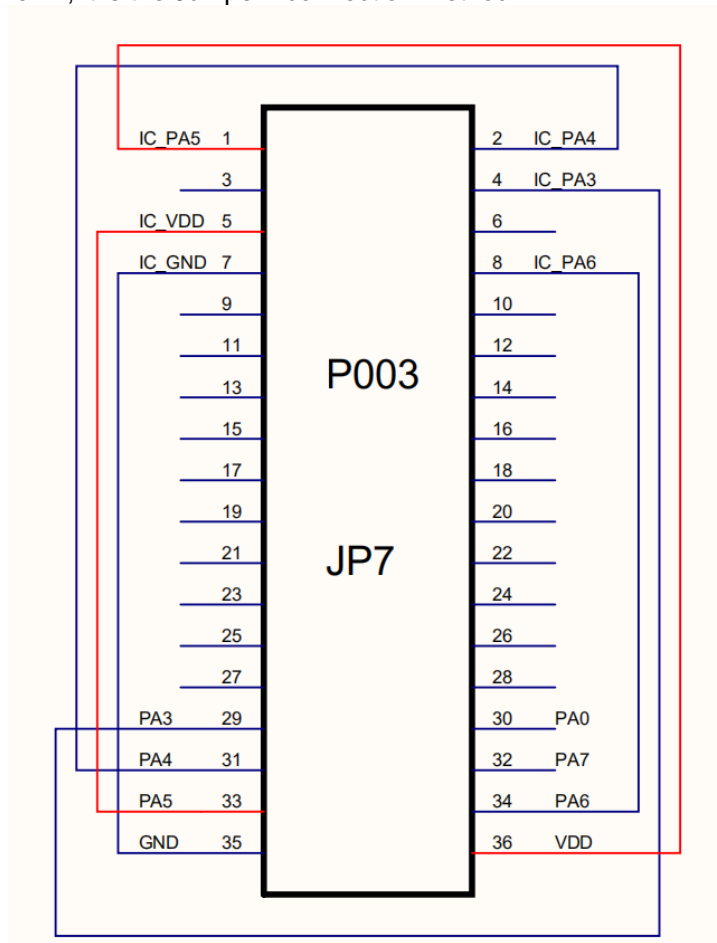 IC_PA5 1 2 IC_PA4
3 4 IC_PA3
IC_VDD 5 6
IC_GND 7 8 IC_PA6
9 10
11 12
P003
13 14
15 16
17 18
19 20
JP7
21 22
23 24
25 26
27 28
PA3 29 30 PA0
PA4 31 32 PA7
PA5 33 34 PA6
GND 35 36 VDD